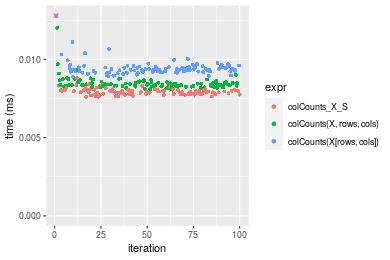 0.010
0.005
0.000
time (ms)
0
25
50
75
100
iteration
expr
colCounts_X_S
colCounts(X, rows, cols)
colCounts(X[rows, cols])